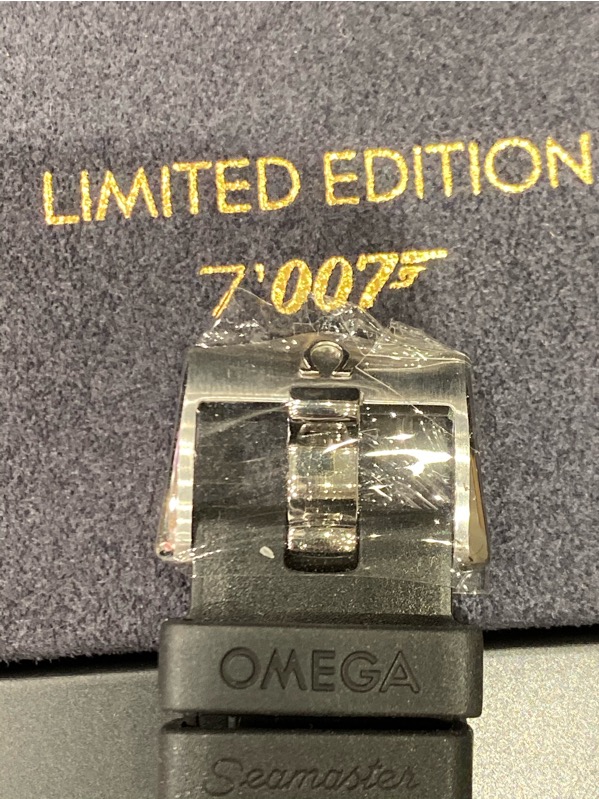 LIMITED EDITION
7'007
OMEGA
Seamaster